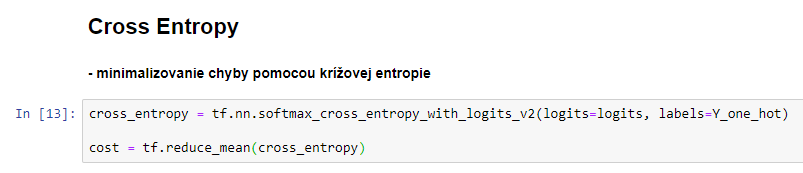 Cross Entropy
- minimalizovanie chyby pomocou krížovej entropie
In [13]: cross_entropy = tf.nn.softmax_cross_entropy_with_logits_v2(logits=logits, labels=Y_one_hot)
cost = tf.reduce_mean(cross_entropy)